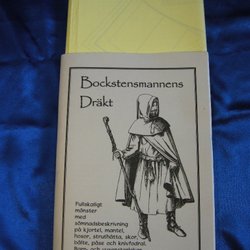 Bockstensmannens
Dräkt
Fullskaligt
mönster
med
sömnadsbeskrivning
på kjortel, mantel,
hosor, struthätta, skor,
bälte, påse och knivfodral.